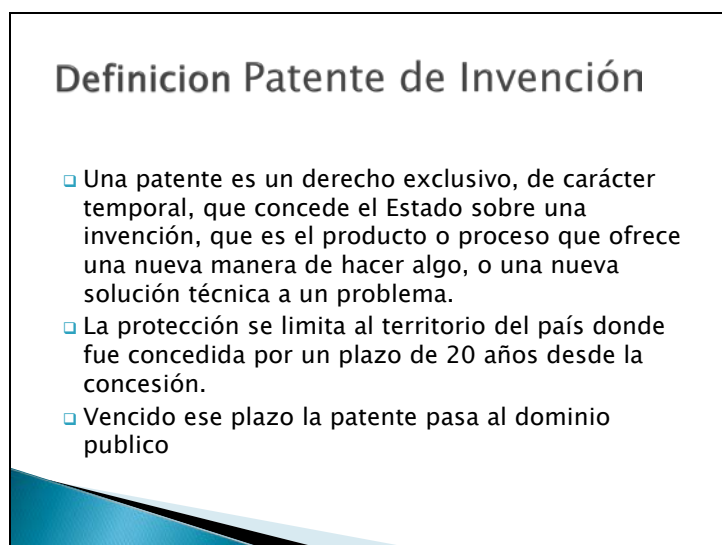 Definicion Patente de Invención
Una patente es un derecho exclusivo, de carácter
temporal, que concede el Estado sobre una
invención, que es el producto o proceso que ofrece
una nueva manera de hacer algo, o una nueva
solución técnica a un problema.
La protección se limita al territorio del país donde
fue concedida por un plazo de 20 años desde la
concesión.
Vencido ese plazo la patente pasa al dominio
publico